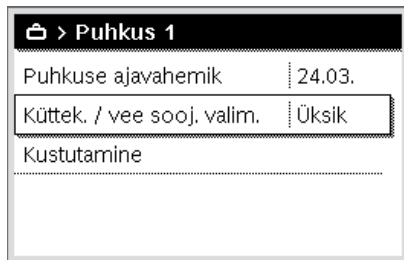 > Puhkus 1
Puhkuse ajavahemik 24.03.
Küttek. / vee sooj. valim. Üksik
Kustutamine